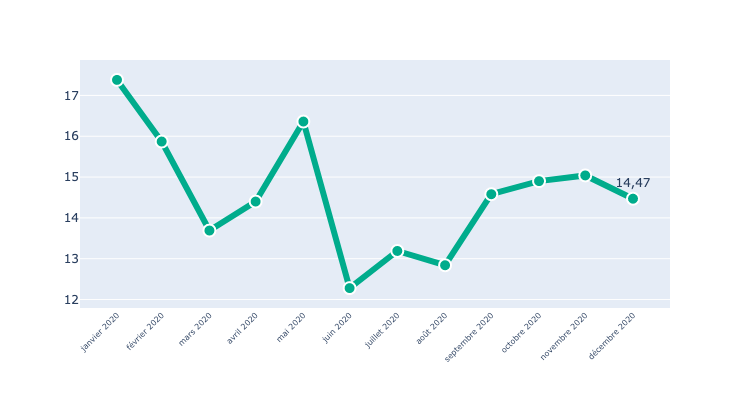 17
16
15
14
13
12
14,47
janvier 2020
février 2020
mars 2020
avril 2020
mai 2020
juin 2020
juillet 2020
août 2020
septembre 2020
octobre 2020
novembre 2020
décembre 2020